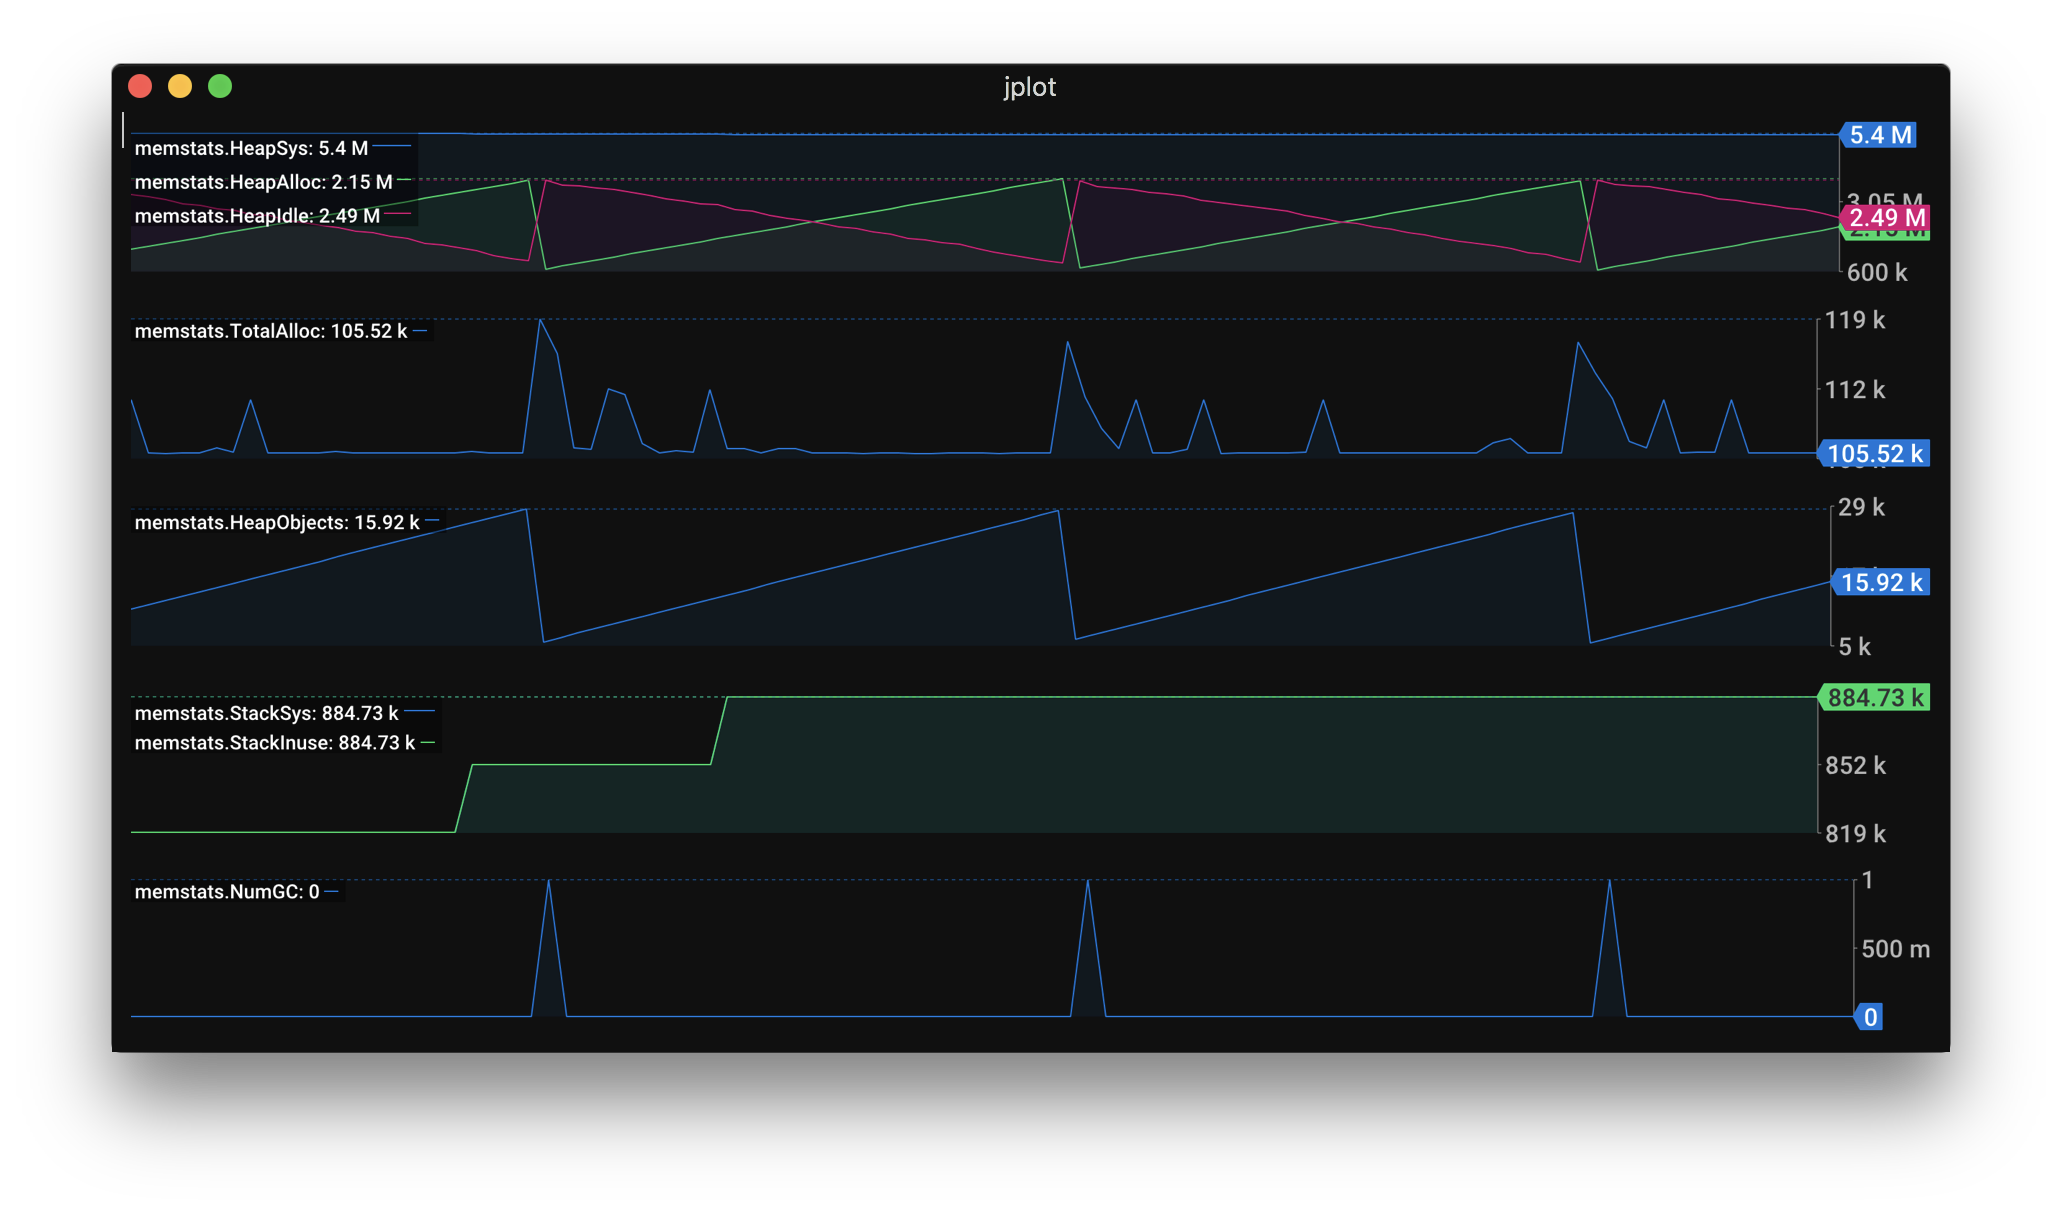 jplot
memstats.HeapSys: 5.4 M
5.4 M
memstats.HeapAlloc: 2.15 M
3.05 M
memstats.HeapIdle: 2.49 M
2.49 M
600 k
memstats.TotalAlloc: 105.52 k
119 k
112 k
105.52 k
memstats.HeapObjects: 15.92 k
29 k
15.92 k
5 k
memstats.StackSys: 884.73 k
884.73 k
memstats.StackInuse: 884.73 k
852 k
819 k
memstats.NumGC: 0
1
500 m
0